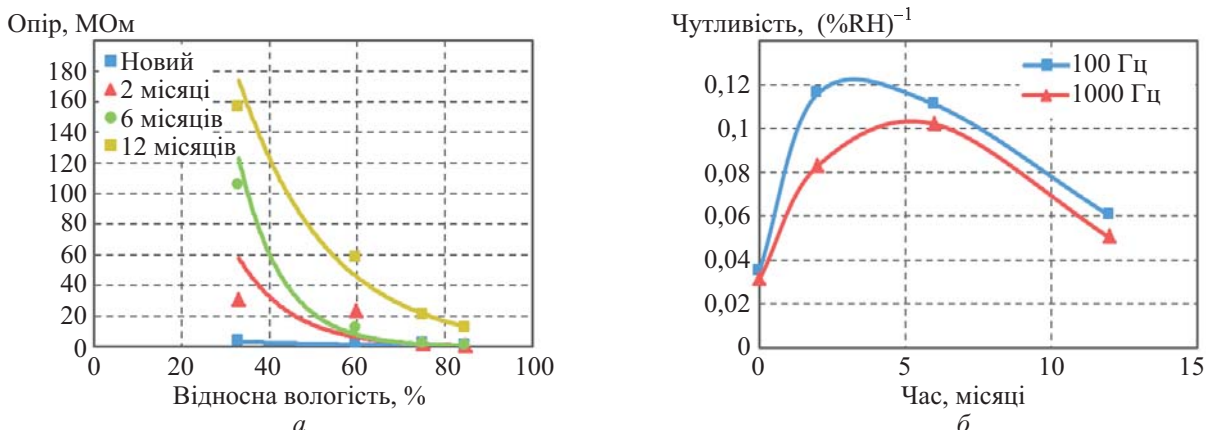 Опір, МОм
180
160
140
120
100
80
60
40
20
0
Новий
2 місяці
6 місяців
12 місяців
0 20 40 60 80 100
Відносна вологість, %
а
Чутливість, (%RH)⁻¹
0,12
0,1
0,08
0,06
0,04
0,02
0
100 Гц
1000 Гц
0 5 10 15
Час, місяці
б